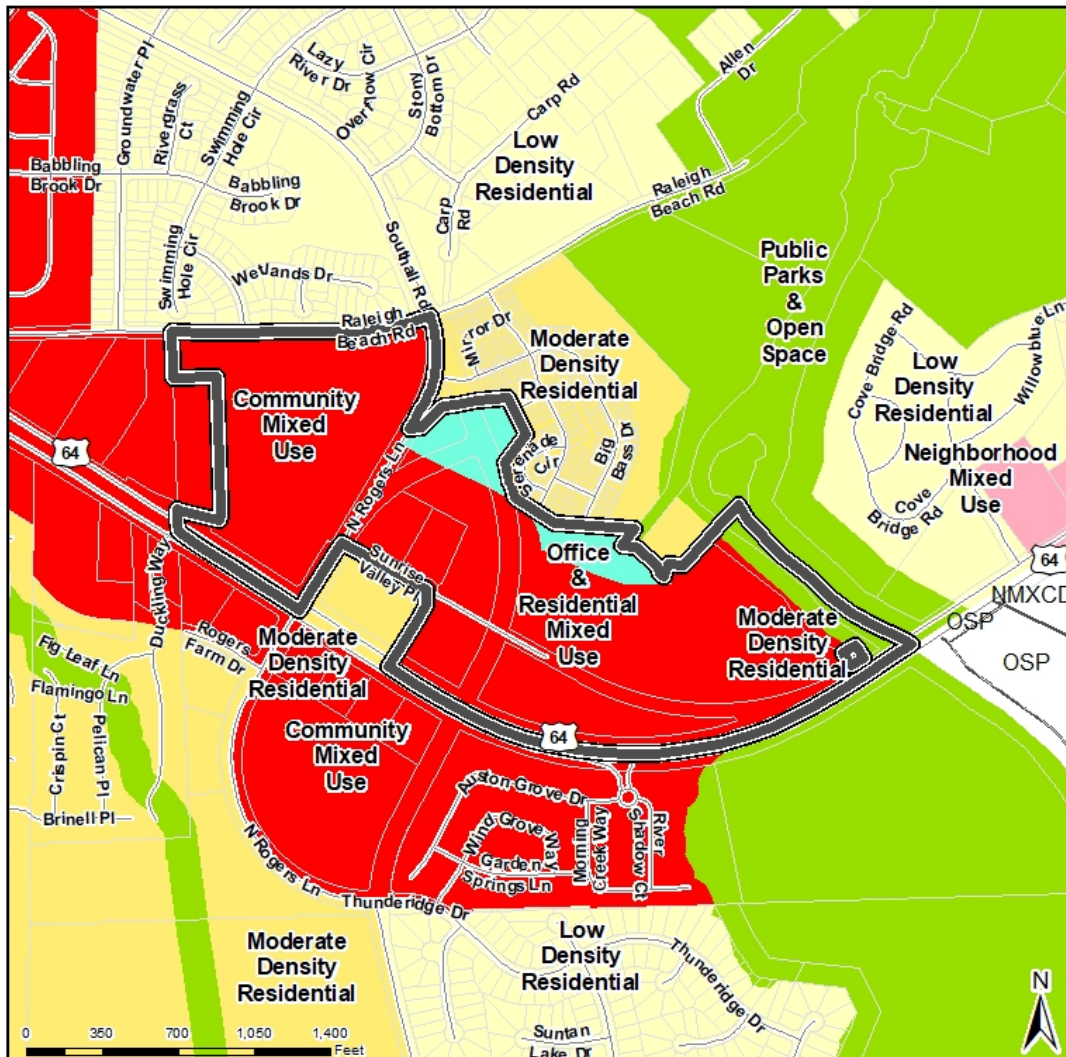 Groundwater Pl
Rivergrass
Ct
Swimming
Hole Cir
Lazy
River Dr
Overflow Cir
Stony
Bottom Dr
Carp Rd
Allen
Dr
Low
Density
Residential
Babbling
Brook Dr
Babbling
Brook Dr
Carp
Rd
Raleigh
Beach Rd
Southall Rd
Swimming
Hole Cir
Wetlands Dr
Public
Parks
&
Open
Space
Raleigh
Beach Rd
Mirror Dr
Moderate
Density
Residential
Cove Bridge Rd
Willowblue Ln
Low
Density
Residential
Community
Mixed
Use
64
N Rogers Ln
Cir
Big
Bass Dr
Neighborhood
Mixed
Use
Cove
Bridge Rd
Duckling Way
Sunrise
Valley Pl
Office
&
Residential
Mixed
Use
64
NMXCD
OSP
OSP
Moderate
Density
Residential
Rogers
Farm Dr
Moderate
Density
Residential
Fig Leaf Ln
Flamingo Ln
Crispin Ct
Pelican Pl
Brinell Pl
Community
Mixed
Use
64
Auston Grove Dr
Wind Grove Way
Garden
Springs Ln
Morning
Creek Way
River
Shadow Ct
N Rogers Ln
Thunderidge Dr
Moderate
Density
Residential
Low
Density
Residential
Thunderidge Dr
Suntan
Lake Dr
N
0 350 700 1,050 1,400
Feet